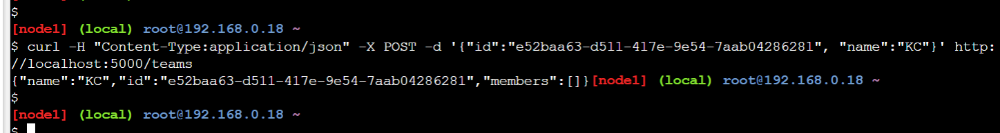 $
[node1] (local) root@192.168.0.18 ~
$ curl -H "Content-Type:application/json" -X POST -d '{"id":"e52baa63-d511-417e-9e54-7aab04286281", "name":"KC"}' http:
//localhost:5000/teams
{"name":"KC","id":"e52baa63-d511-417e-9e54-7aab04286281","members":[]}[node1] (local) root@192.168.0.18 ~
$
[node1] (local) root@192.168.0.18 ~
$